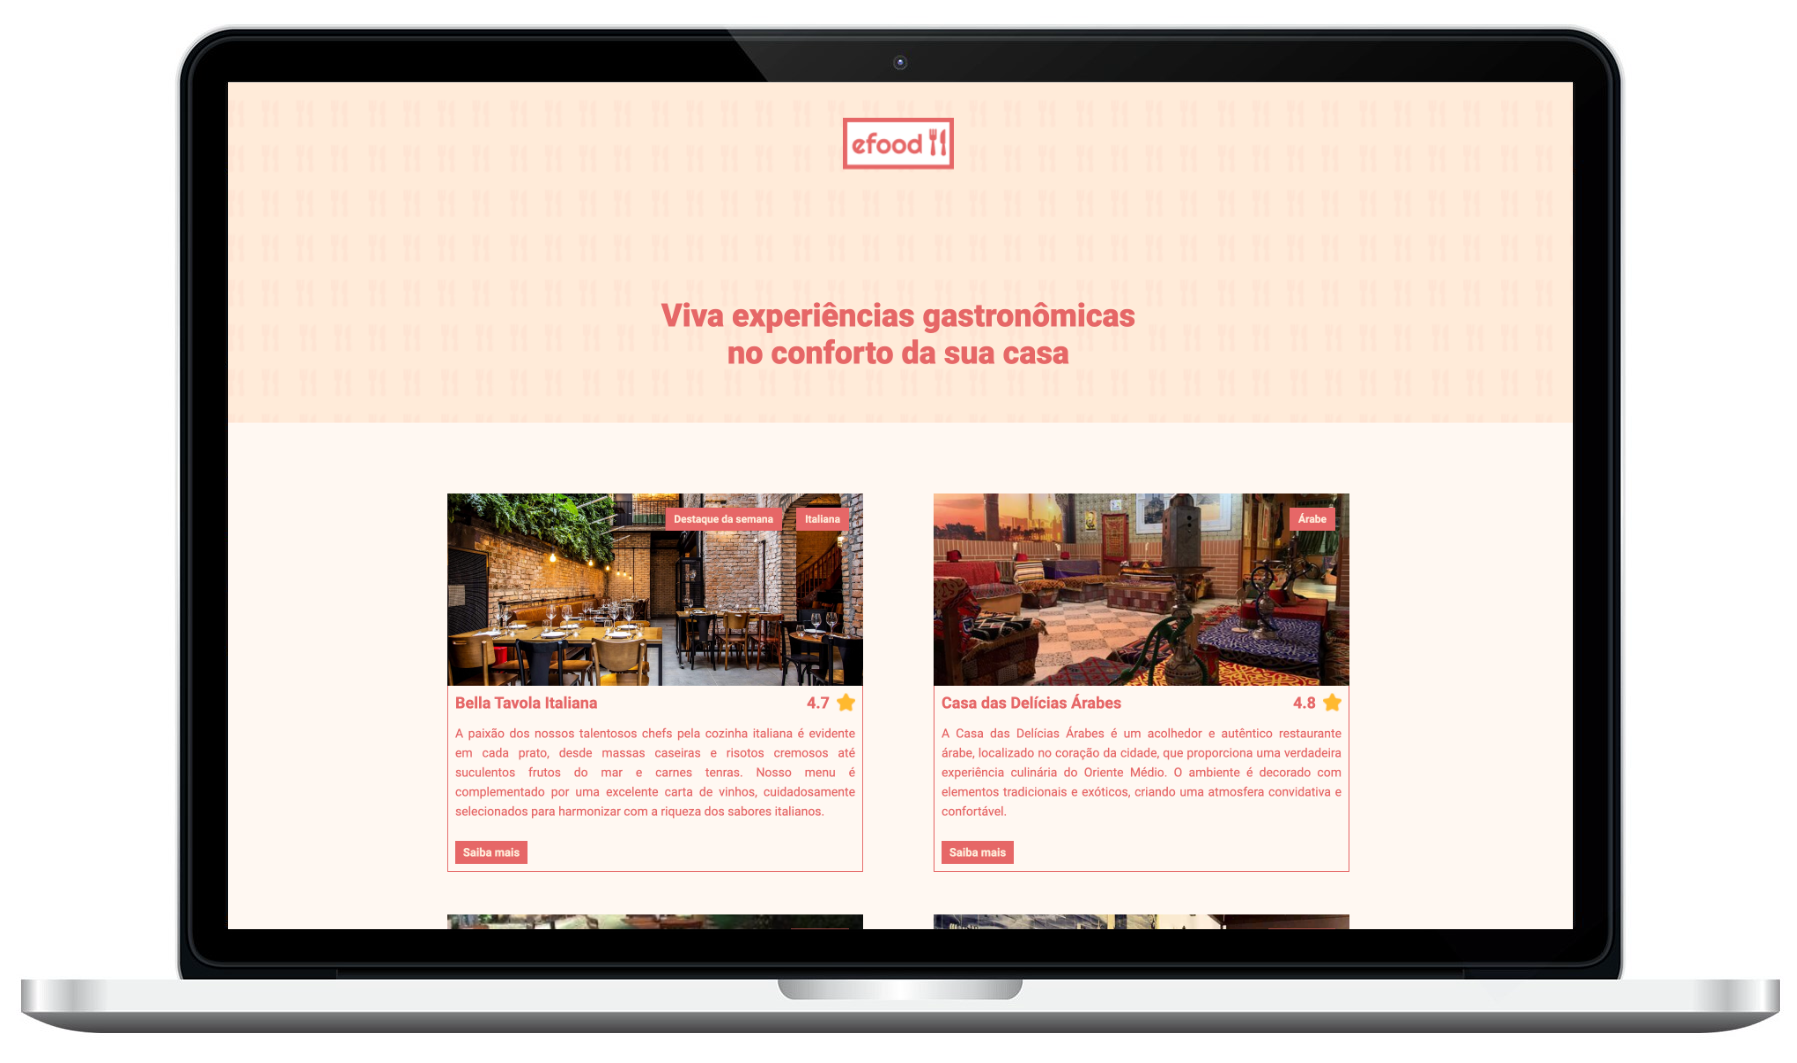 efood
Viva experiências gastronômicas
no conforto da sua casa
Destaque da semana
Italiana
Bella Tavola Italiana
4.7
A paixão dos nossos talentosos chefs pela cozinha italiana é evidente
em cada prato, desde massas caseiras e risotos cremosos até
suculentos frutos do mar e carnes tenras. Nosso menu é
complementado por uma excelente carta de vinhos, cuidadosamente
selecionados para harmonizar com a riqueza dos sabores italianos.
Saiba mais
Árabe
Casa das Delícias Árabes
4.8
A Casa das Delícias Árabes é um acolhedor e autêntico restaurante
árabe, localizado no coração da cidade, que proporciona uma verdadeira
experiência culinária do Oriente Médio. O ambiente é decorado com
elementos tradicionais e exóticos, criando uma atmosfera convidativa e
confortável.
Saiba mais